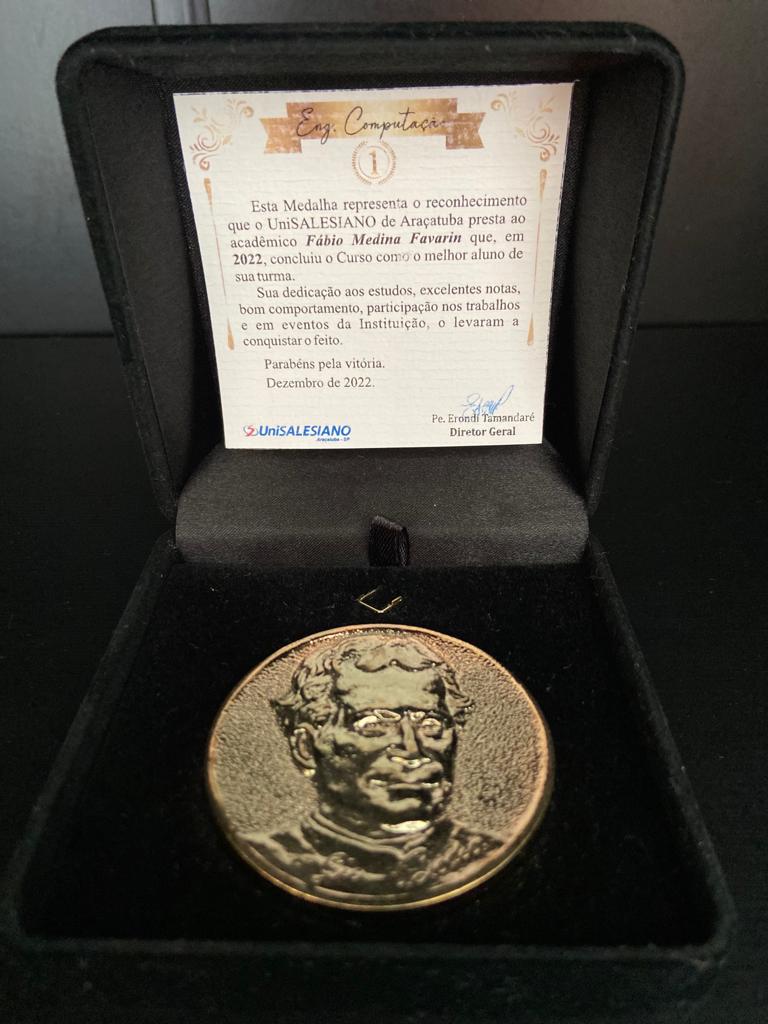 Eng. Computação
1
Esta Medalha representa o reconhecimento
que o UniSALESIANO de Araçatuba presta ao
acadêmico Fábio Medina Favarin que, em
2022, concluiu o Curso como o melhor aluno de
sua turma.
Sua dedicação aos estudos, excelentes notas,
bom comportamento, participação nos trabalhos
e em eventos da Instituição, o levaram a
conquistar o feito.
Parabéns pela vitória.
Dezembro de 2022.
Pe. Erondi Tamandaré
Diretor Geral
UniSALESIANO
Araçatuba - SP